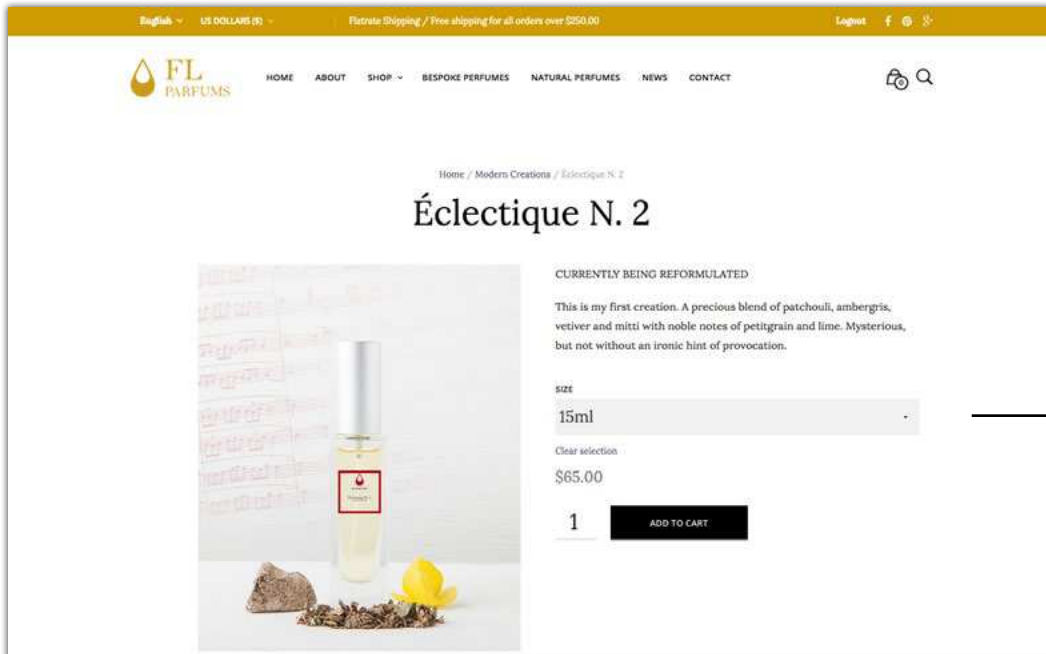 English US DOLLARS ($) Flatrate Shipping / Free shipping for all orders over $250.00 Logout
FL
PARFUMS
HOME ABOUT SHOP BESPOKE PERFUMES NATURAL PERFUMES NEWS CONTACT
0
Home / Modern Creations / Éclectique N. 2
Éclectique N. 2
CURRENTLY BEING REFORMULATED
This is my first creation. A precious blend of patchouli, ambergris,
vetiver and mitti with noble notes of petitgrain and lime. Mysterious,
but not without an ironic hint of provocation.
SIZE
15ml
Clear selection
$65.00
1 ADD TO CART